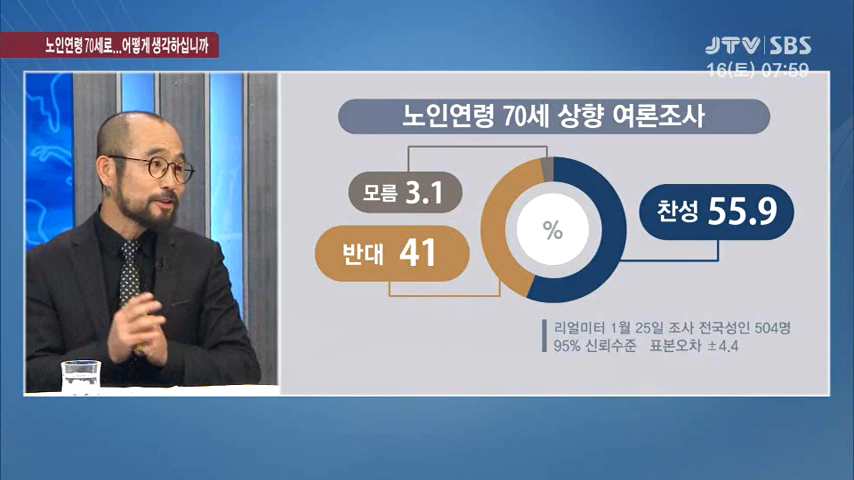 노인연령 70세로...어떻게 생각하십니까
JTV SBS
16(토) 07:59
노인연령 70세 상향 여론조사
모름 3.1
찬성 55.9
반대 41
%
리얼미터 1월 25일 조사 전국성인 504명
95% 신뢰수준 표본오차 ±4.4